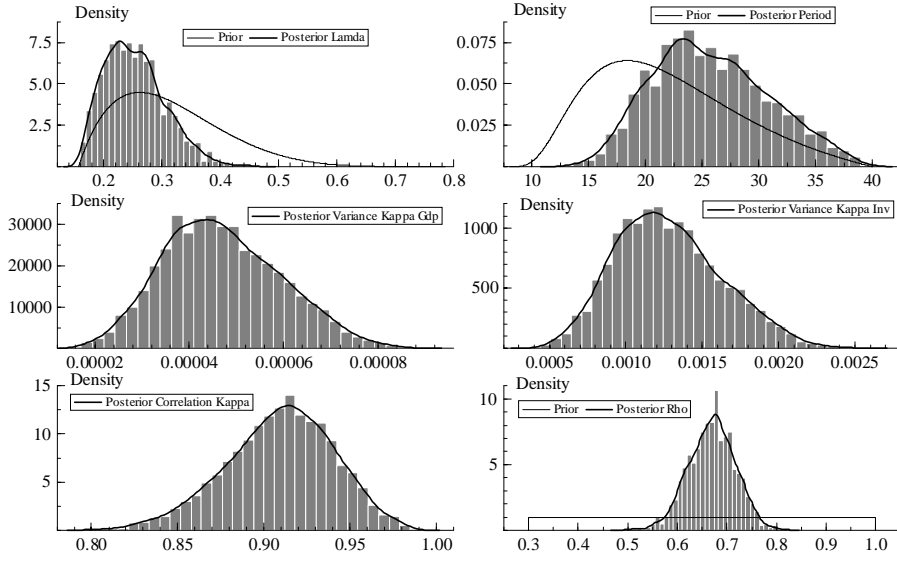 Density
Prior Posterior Lamda
7.5
5.0
2.5
0.2 0.3 0.4 0.5 0.6 0.7 0.8
Density
Prior Posterior Period
0.075
0.050
0.025
10 15 20 25 30 35 40
Density
Posterior Variance Kappa Gdp
30000
20000
10000
0.00002 0.00004 0.00006 0.00008
Density
Posterior Variance Kappa Inv
1000
500
0.0005 0.0010 0.0015 0.0020 0.0025
Density
Posterior Correlation Kappa
15
10
5
0.80 0.85 0.90 0.95 1.00
Density
Prior Posterior Rho
10
5
0.3 0.4 0.5 0.6 0.7 0.8 0.9 1.0